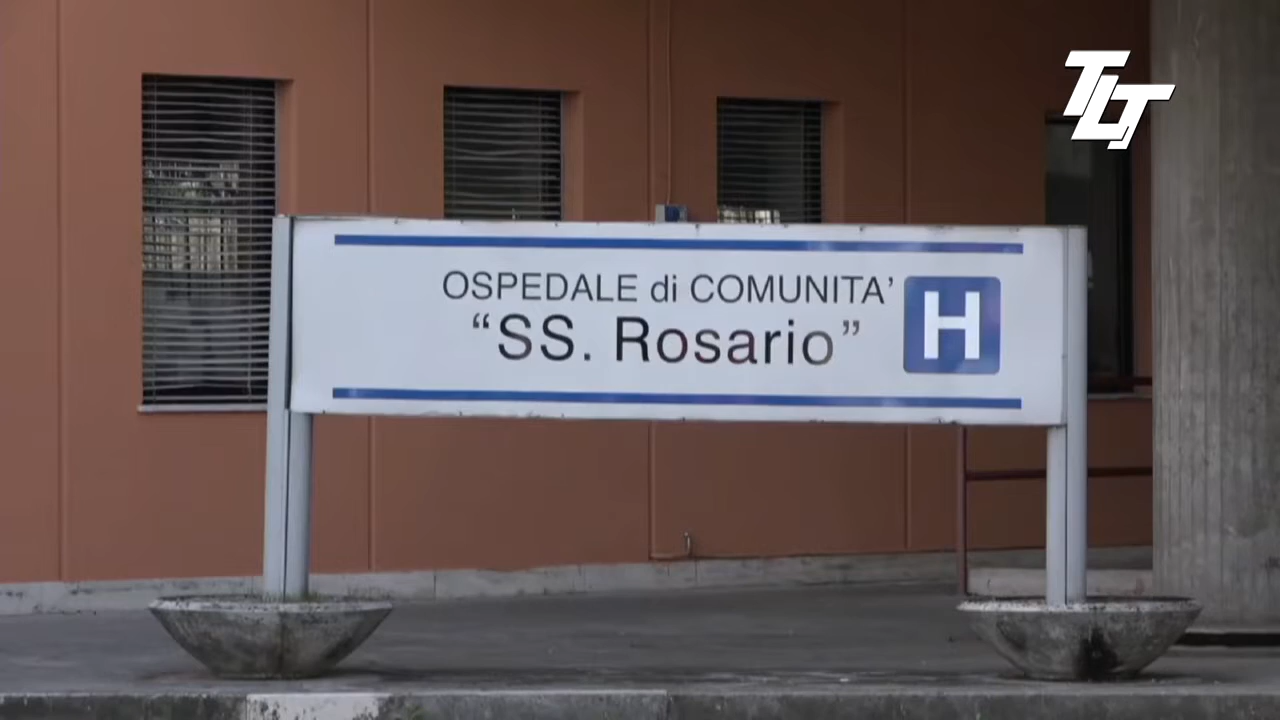 TLT
OSPEDALE di COMUNITA'
“SS. Rosario”
H